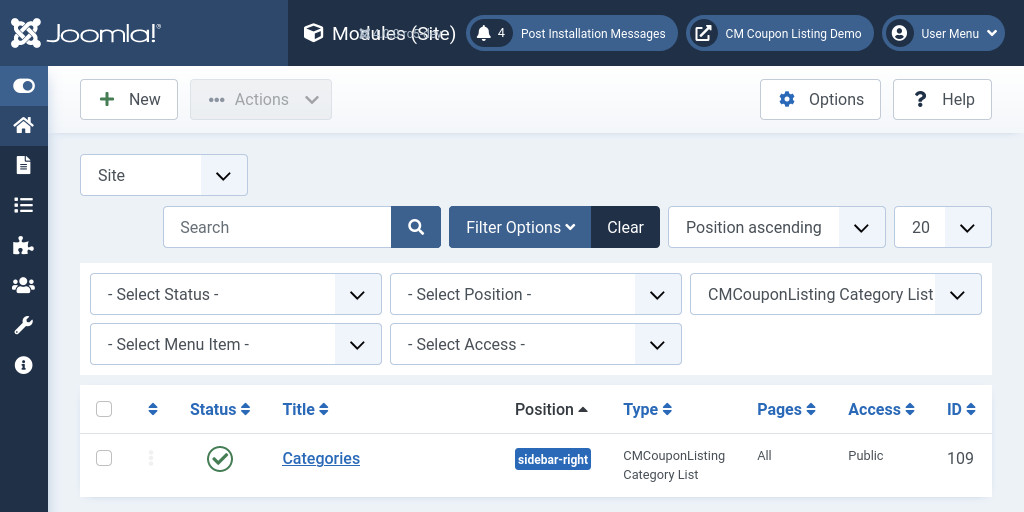 Joomla!
Modules (Site)
4 Post Installation Messages
CM Coupon Listing Demo
User Menu
New
Actions
Options
Help
Site
Search
Filter Options
Clear
Position ascending
20
- Select Status -
- Select Position -
CMCouponListing Category List
- Select Menu Item -
- Select Access -
Status Title Position Type Pages Access ID
Categories sidebar-right CMCouponListing All Public 109
Category List